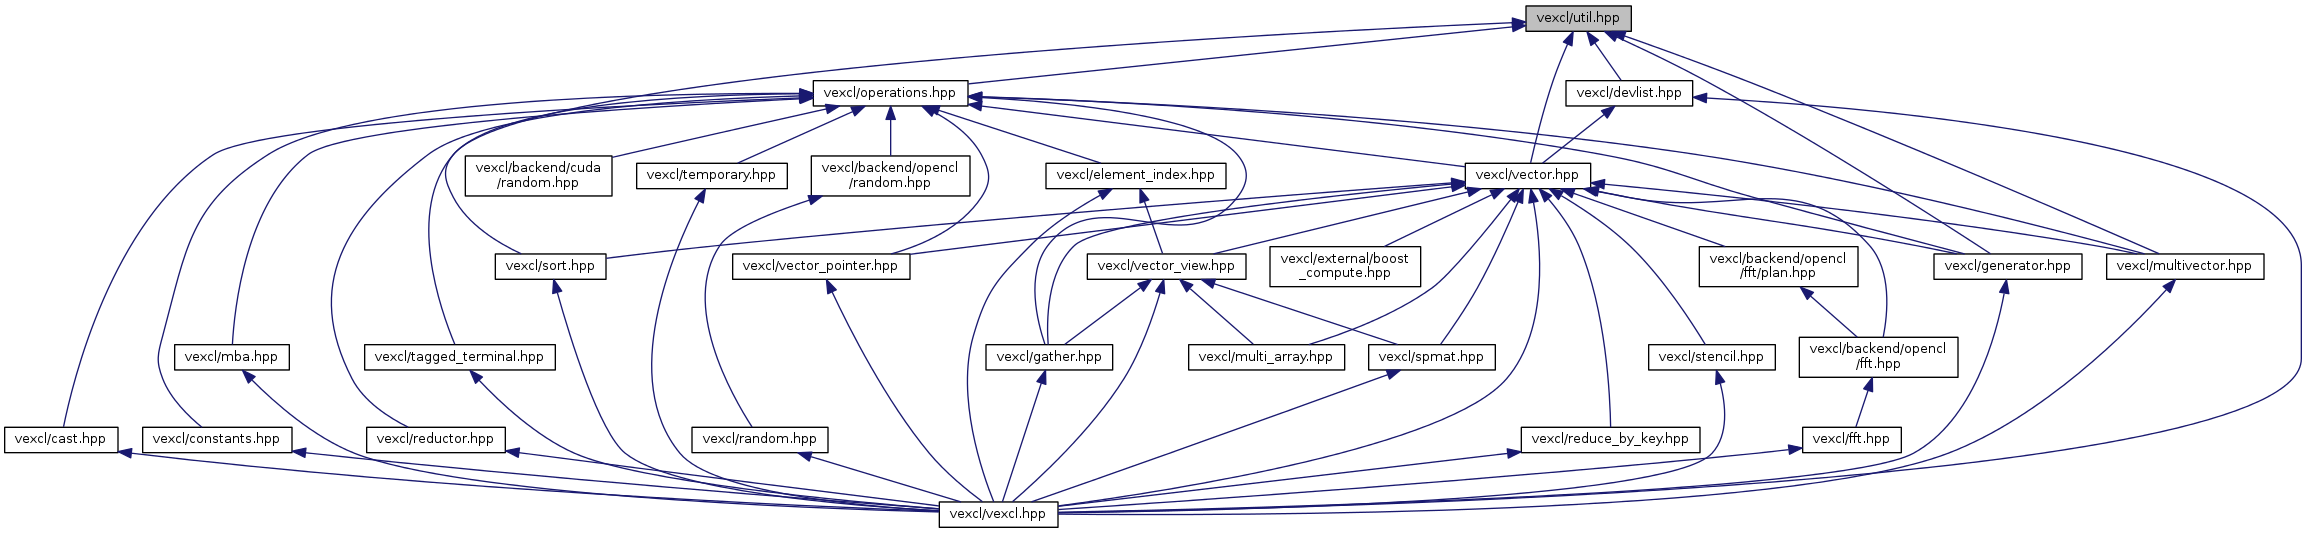 vexcl/util.hpp
vexcl/operations.hpp
vexcl/devlist.hpp
vexcl/backend/cuda
/random.hpp
vexcl/temporary.hpp
vexcl/backend/opencl
/random.hpp
vexcl/element_index.hpp
vexcl/vector.hpp
vexcl/sort.hpp
vexcl/vector_pointer.hpp
vexcl/vector_view.hpp
vexcl/external/boost
_compute.hpp
vexcl/backend/opencl
/fft/plan.hpp
vexcl/generator.hpp
vexcl/multivector.hpp
vexcl/mba.hpp
vexcl/tagged_terminal.hpp
vexcl/gather.hpp
vexcl/multi_array.hpp
vexcl/spmat.hpp
vexcl/stencil.hpp
vexcl/backend/opencl
/fft.hpp
vexcl/cast.hpp
vexcl/constants.hpp
vexcl/reductor.hpp
vexcl/random.hpp
vexcl/reduce_by_key.hpp
vexcl/fft.hpp
vexcl/vexcl.hpp